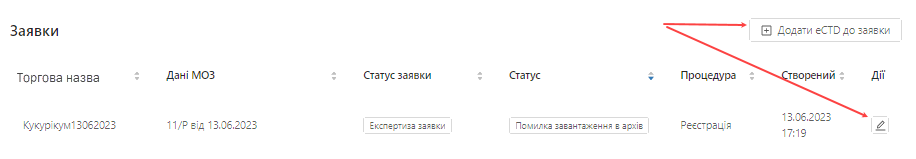 Заявки
Додати eCTD до заявки
Торгова назва Дані МОЗ Статус заявки Статус Процедура Створений Дії
Кукурікум13062023 11/Р від 13.06.2023 Експертиза заявки Помилка завантаження в архів Реєстрація 13.06.2023
17:19